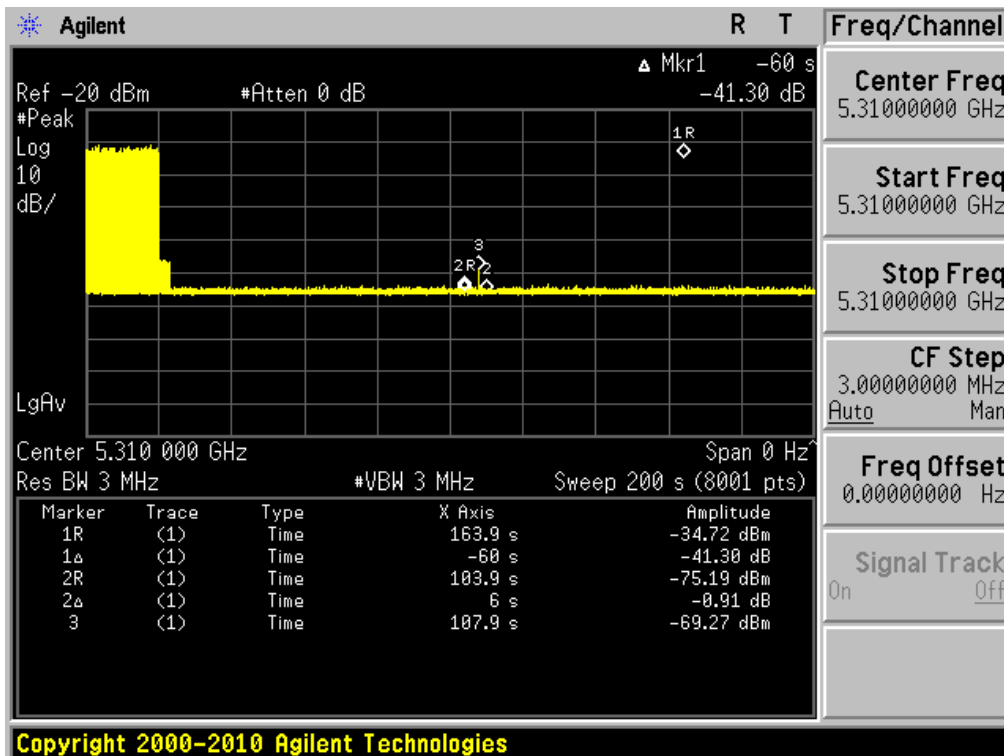 Agilent R T
△ Mkr1 -60 s
Ref -20 dBm #Atten 0 dB -41.30 dB
#Peak
Log
10
dB/
1R
3
2R 2
LgAv
Center 5.310 000 GHz Span 0 Hz^
Res BW 3 MHz #VBW 3 MHz Sweep 200 s (8001 pts)
Marker Trace Type X Axis Amplitude
1R (1) Time 163.9 s -34.72 dBm
1△ (1) Time -60 s -41.30 dB
2R (1) Time 103.9 s -75.19 dBm
2△ (1) Time 6 s -0.91 dB
3 (1) Time 107.9 s -69.27 dBm
Freq/Channel
Center Freq
5.31000000 GHz
Start Freq
5.31000000 GHz
Stop Freq
5.31000000 GHz
CF Step
3.00000000 MHz
Auto Man
Freq Offset
0.00000000 Hz
Signal Track
On Off
Copyright 2000-2010 Agilent Technologies